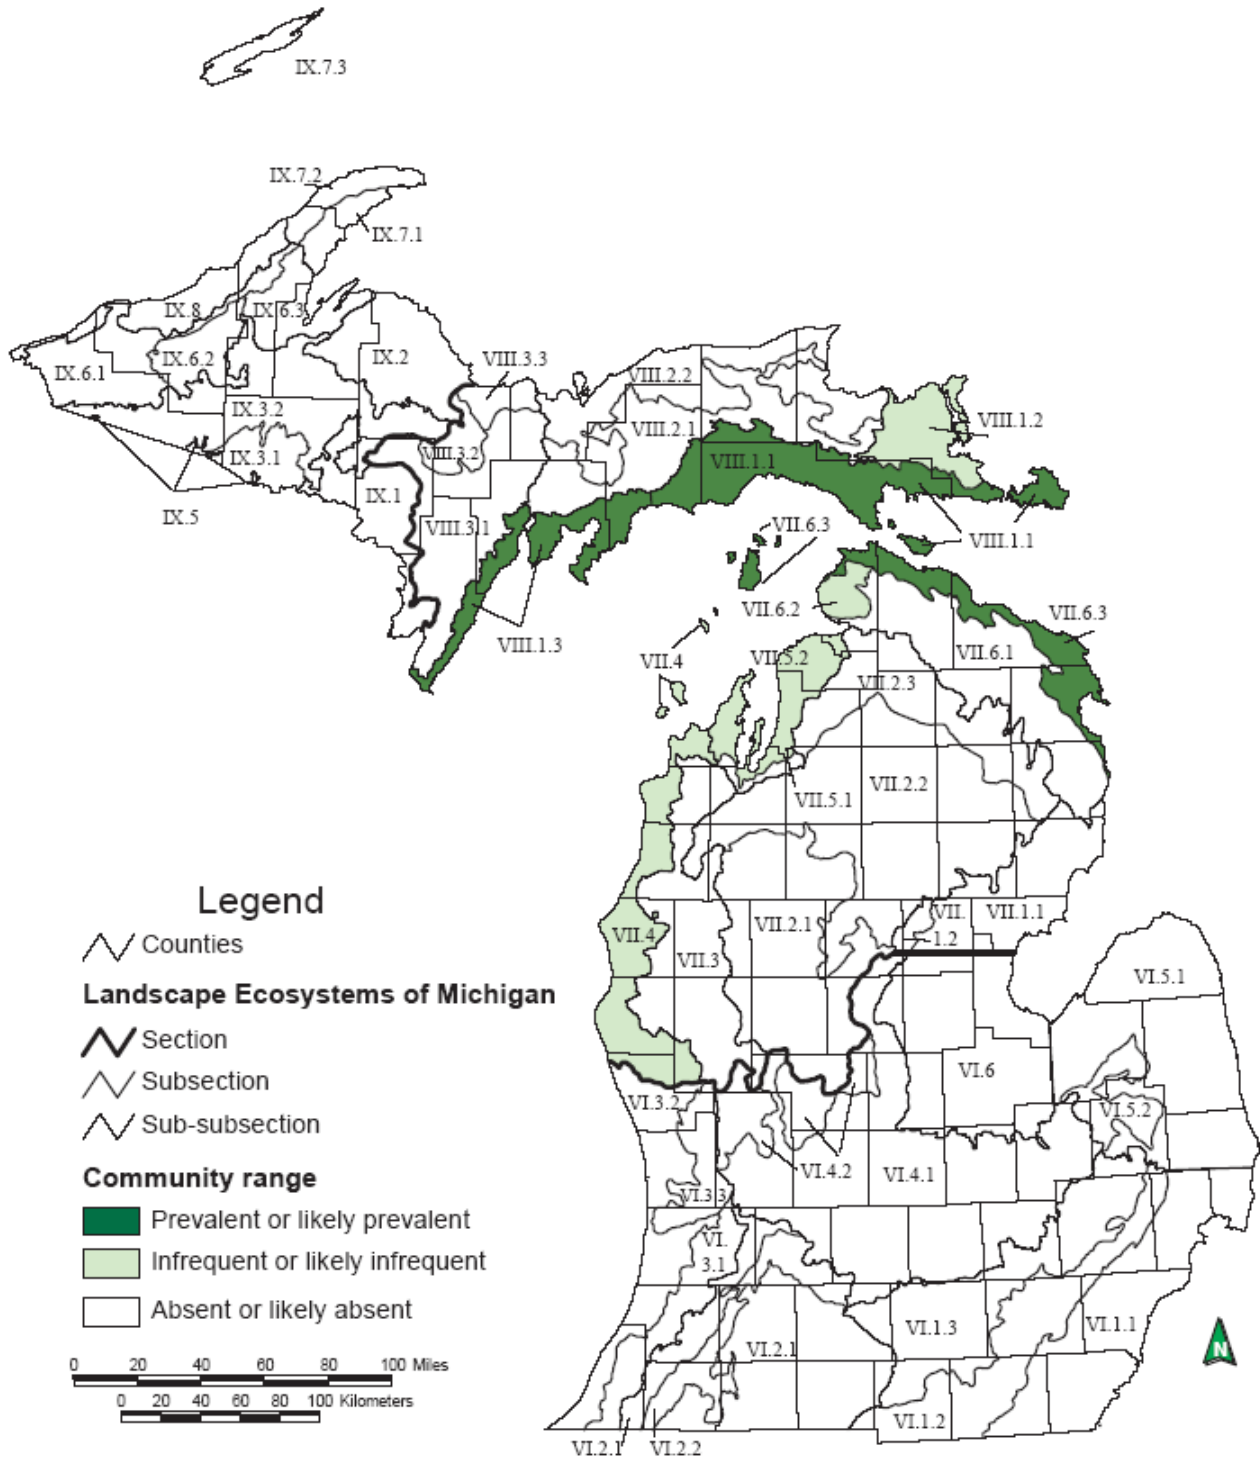 IX.7.3
IX.7.2
IX.7.1
IX.8
IX.6.3
IX.6.1
IX.6.2
IX.2
VIII.3.3
VIII.2.2
IX.3.2
VIII.2.1
VIII.1.2
IX.3.1
VIII.3.2
VIII.1.1
IX.5
IX.1
VIII.3.1
VII.6.3
VIII.1.1
VII.6.2
VII.6.3
VIII.1.3
VII.4
VII.5.2
VII.6.1
VII.2.3
VII.5.1
VII.2.2
VII.4
VII.3
VII.2.1
VII.
1.2
VII.1.1
VI.5.1
VI.6
VI.3.2
VI.5.2
VI.4.2
VI.4.1
VI.3.3
VI.
3.1
VI.2.1
VI.1.3
VI.1.1
VI.1.2
VI.2.1
VI.2.2
Legend
Counties
Landscape Ecosystems of Michigan
Section
Subsection
Sub-subsection
Community range
Prevalent or likely prevalent
Infrequent or likely infrequent
Absent or likely absent
0 20 40 60 80 100 Miles
0 20 40 60 80 100 Kilometers
N